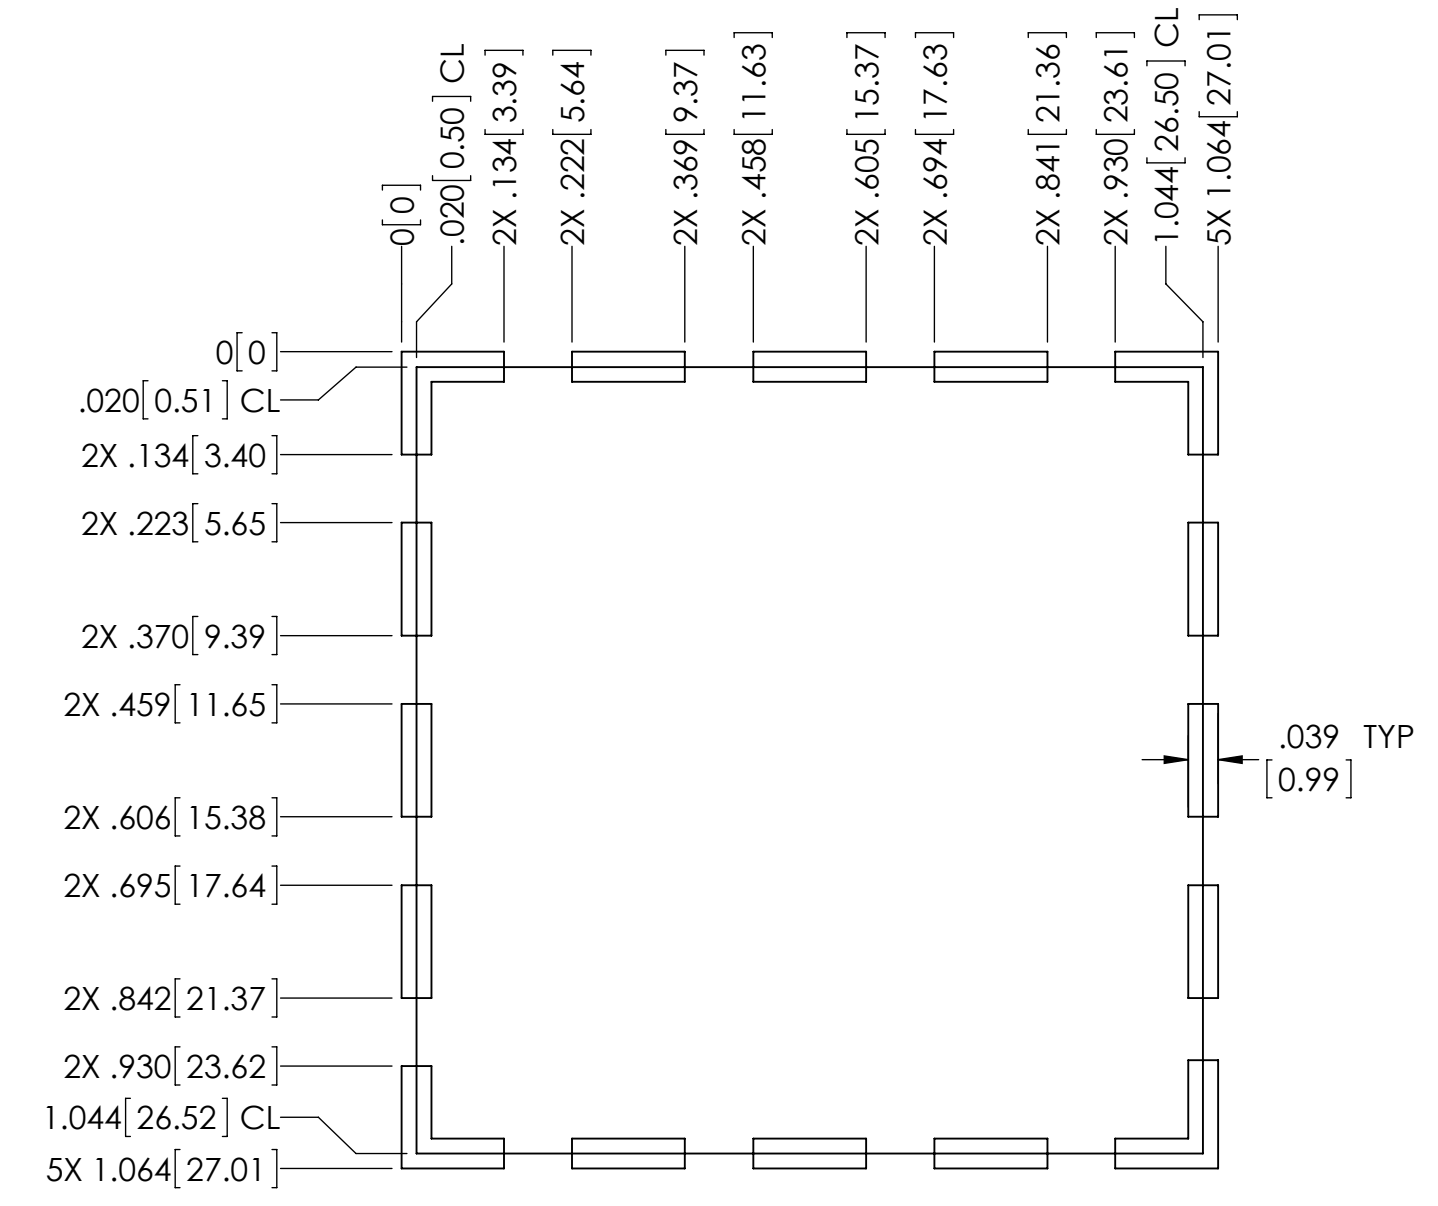 0[0]
.020[0.50] CL
2X .134[3.39]
2X .222[5.64]
2X .369[9.37]
2X .458[11.63]
2X .605[15.37]
2X .694[17.63]
2X .841[21.36]
2X .930[23.61]
1.044[26.50] CL
5X 1.064[27.01]
0[0]
.020[0.51] CL
2X .134[3.40]
2X .223[5.65]
2X .370[9.39]
2X .459[11.65]
.039 TYP
[0.99]
2X .606[15.38]
2X .695[17.64]
2X .842[21.37]
2X .930[23.62]
1.044[26.52] CL
5X 1.064[27.01]